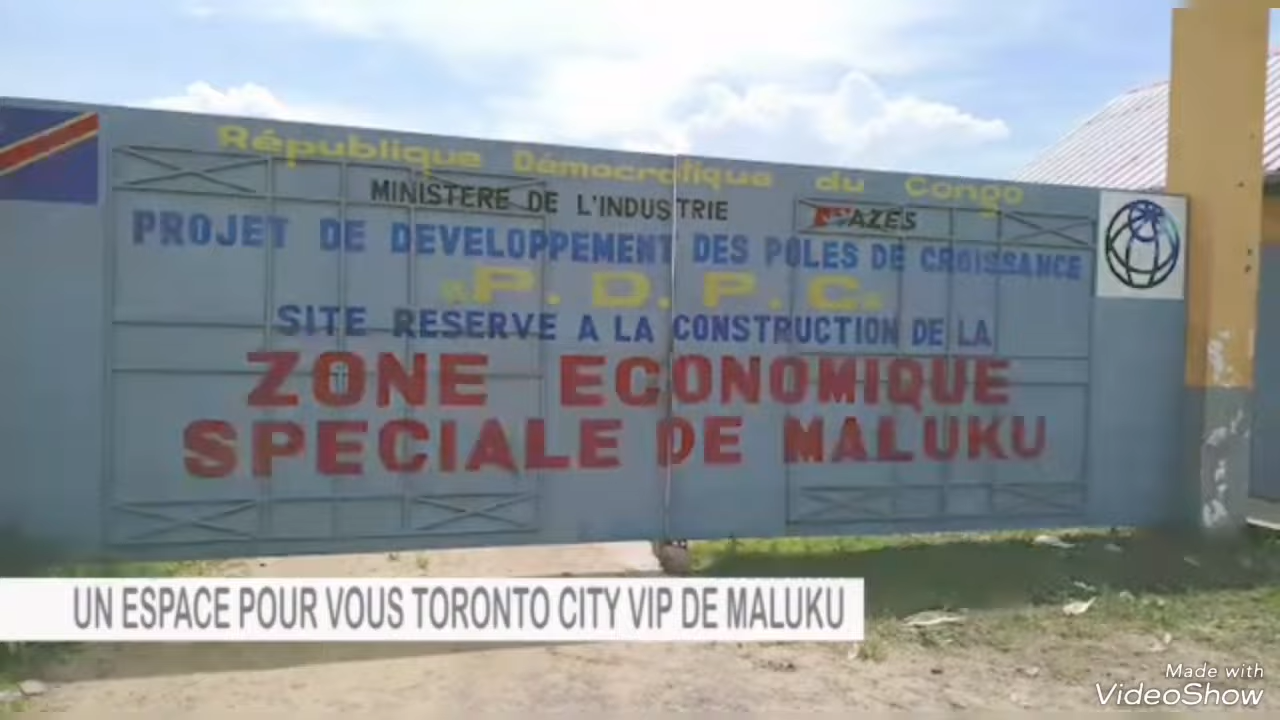 République Démocratique du Congo
MINISTERE DE L'INDUSTRIE
AZES
PROJET DE DEVELOPPEMENT DES POLES DE CROISSANCE
«P.D.P.C»
SITE RESERVE A LA CONSTRUCTION DE LA
ZONE ECONOMIQUE
SPECIALE DE MALUKU
UN ESPACE POUR VOUS TORONTO CITY VIP DE MALUKU
Made with
VideoShow